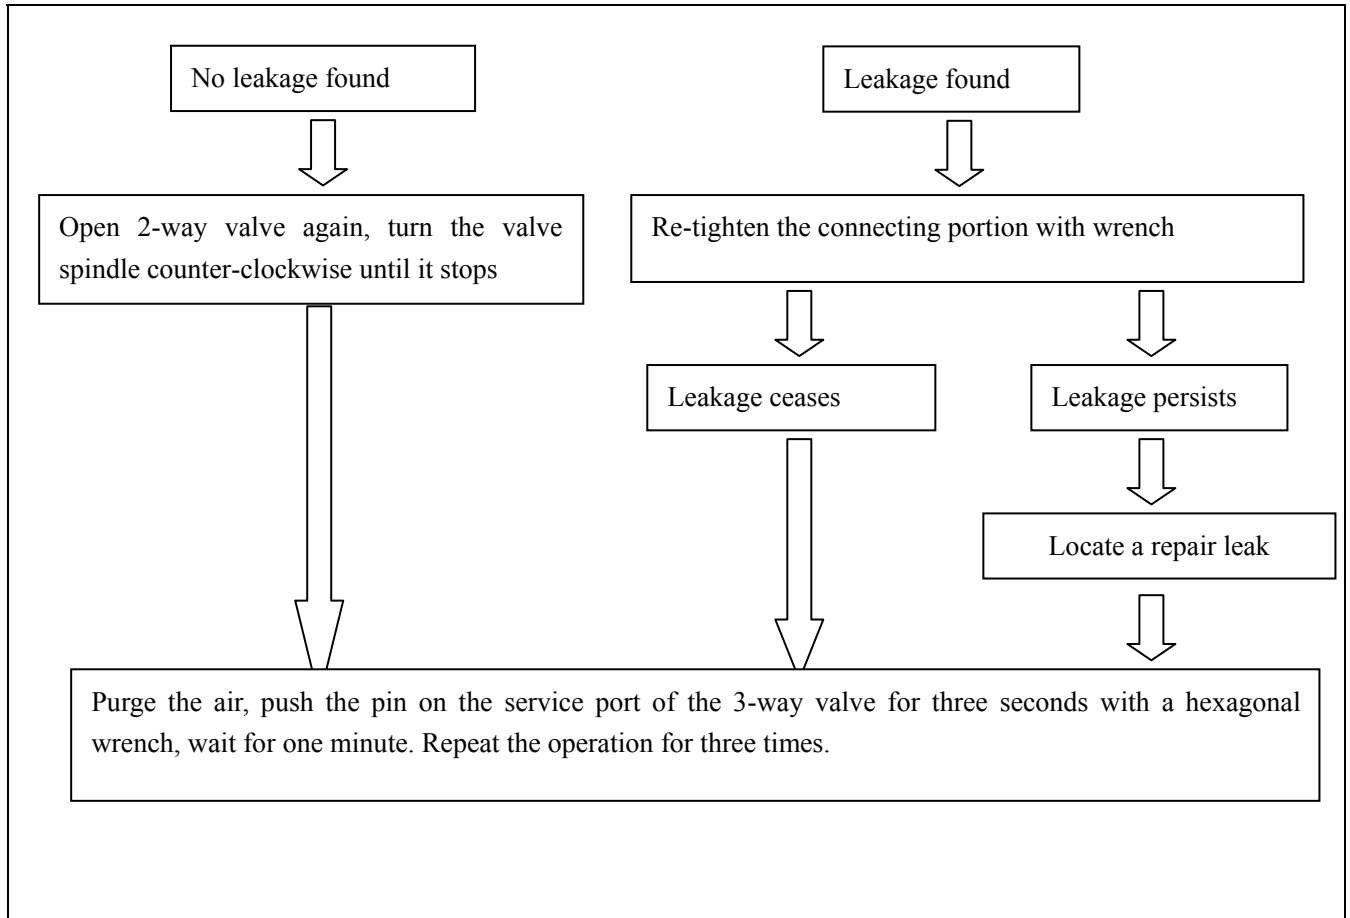 No leakage found
Leakage found
Open 2-way valve again, turn the valve
spindle counter-clockwise until it stops
Re-tighten the connecting portion with wrench
Leakage ceases
Leakage persists
Locate a repair leak
Purge the air, push the pin on the service port of the 3-way valve for three seconds with a hexagonal
wrench, wait for one minute. Repeat the operation for three times.